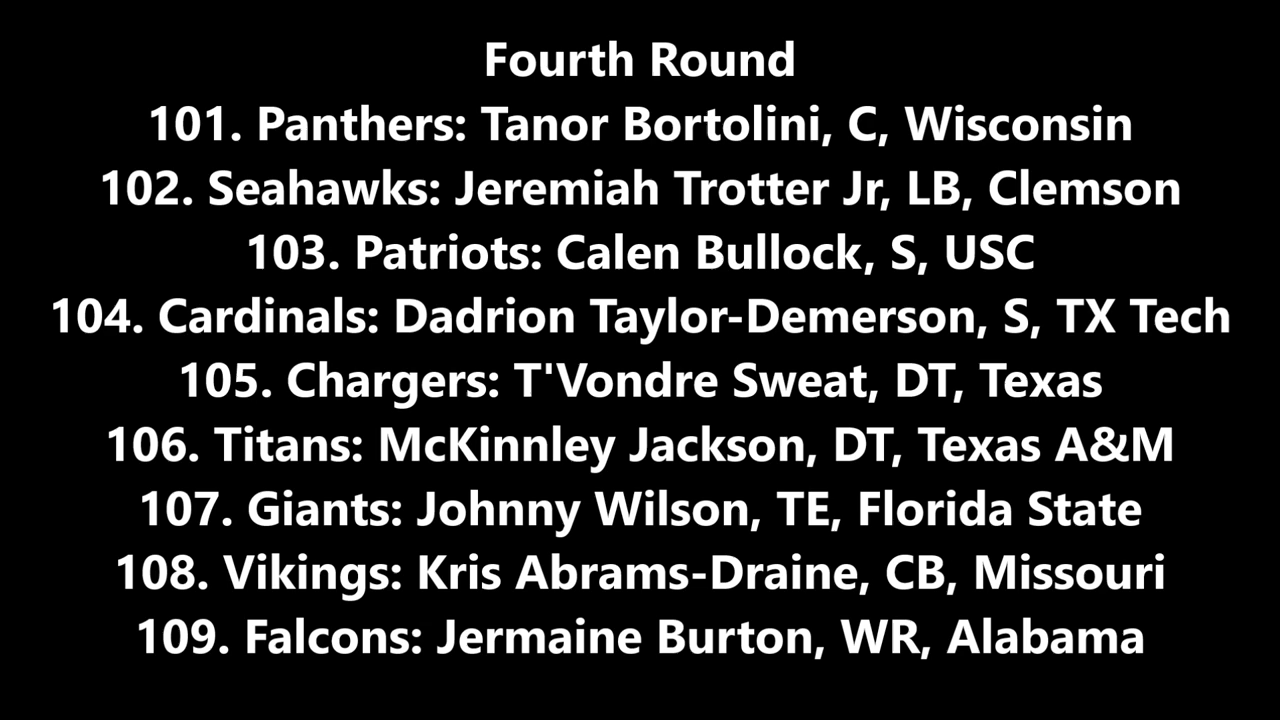 Fourth Round
101. Panthers: Tanor Bortolini, C, Wisconsin
102. Seahawks: Jeremiah Trotter Jr, LB, Clemson
103. Patriots: Calen Bullock, S, USC
104. Cardinals: Dadrion Taylor-Demerson, S, TX Tech
105. Chargers: T'Vondre Sweat, DT, Texas
106. Titans: McKinnley Jackson, DT, Texas A&M
107. Giants: Johnny Wilson, TE, Florida State
108. Vikings: Kris Abrams-Draine, CB, Missouri
109. Falcons: Jermaine Burton, WR, Alabama